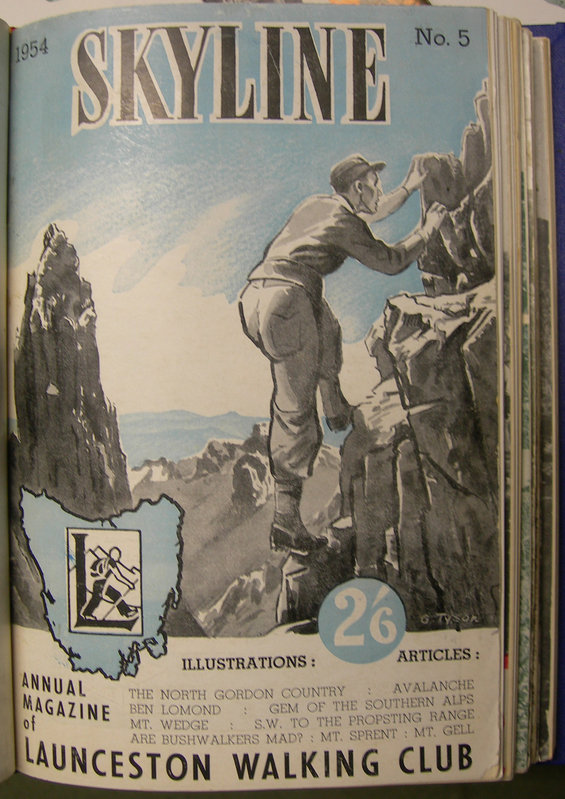 1954
SKYLINE
No. 5
L
2'6
G Tyson
ILLUSTRATIONS : ARTICLES :
ANNUAL
MAGAZINE
of
THE NORTH GORDON COUNTRY : AVALANCHE
BEN LOMOND : GEM OF THE SOUTHERN ALPS
MT. WEDGE : S.W. TO THE PROPSTING RANGE
ARE BUSHWALKERS MAD? : MT. SPRENT : MT. GELL
LAUNCESTON WALKING CLUB